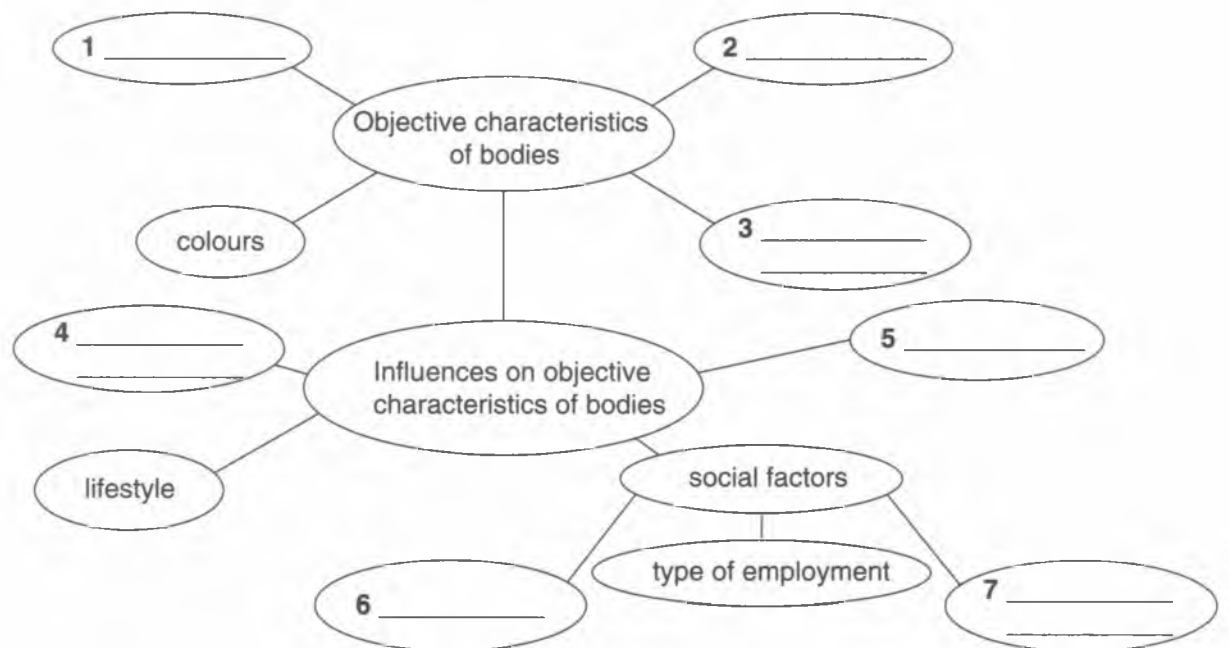 1
2
Objective characteristics
of bodies
colours
3
4
5
Influences on objective
characteristics of bodies
lifestyle
social factors
type of employment
6
7